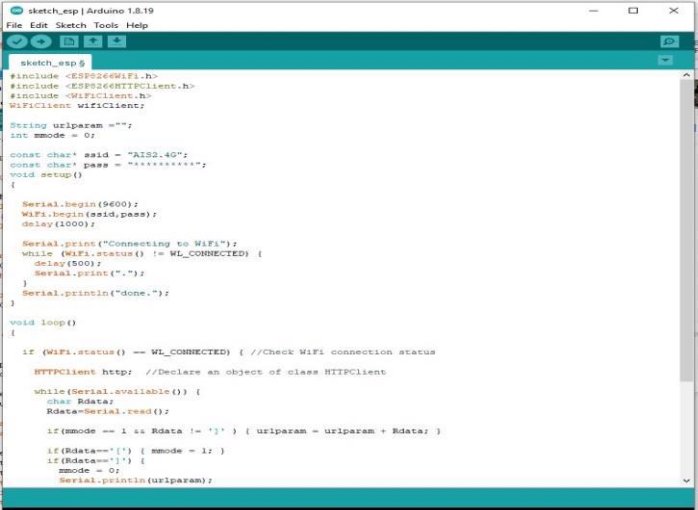 sketch_esp | Arduino 1.8.19
File Edit Sketch Tools Help
sketch_esp §
#include <ESP8266WiFi.h>
#include <ESP8266HTTPClient.h>
#include <WiFiClient.h>
WiFiClient wifiClient;
String urlparam ="";
int mmode = 0;
const char* ssid = "AIS2.4G";
const char* pass = "**********";
void setup()
{
Serial.begin(9600);
WiFi.begin(ssid,pass);
delay(1000);
Serial.print("Connecting to WiFi");
while (WiFi.status() != WL_CONNECTED) {
delay(500);
Serial.print(".");
}
Serial.println("done.");
}
void loop()
{
if (WiFi.status() == WL_CONNECTED) { //Check WiFi connection status
HTTPClient http; //Declare an object of class HTTPClient
while(Serial.available()) {
char Rdata;
Rdata=Serial.read();
if(mmode == 1 && Rdata != ']' ) { urlparam = urlparam + Rdata; }
if(Rdata=='[') { mmode = 1; }
if(Rdata==']') {
mmode = 0;
Serial.println(urlparam);